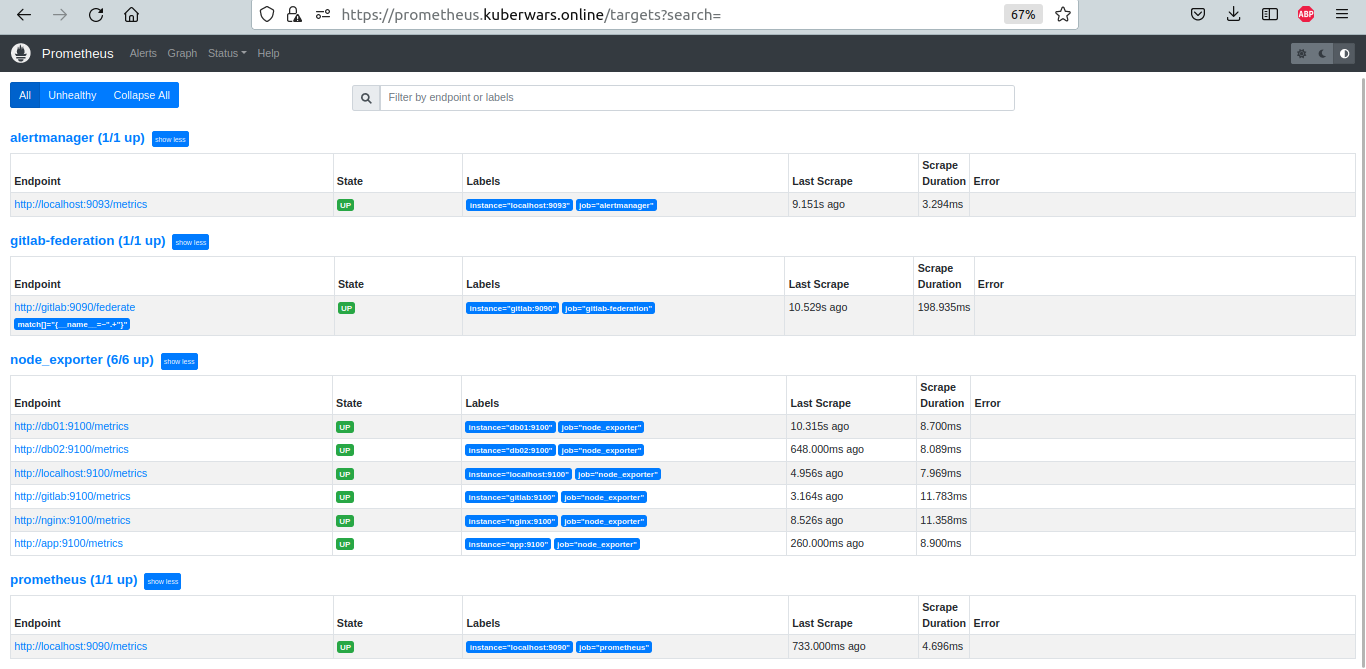 https://prometheus.kuberwars.online/targets?search= 67% ABP
Prometheus Alerts Graph Status Help
All Unhealthy Collapse All Filter by endpoint or labels
alertmanager (1/1 up) show less
Endpoint State Labels Last Scrape Scrape Duration Error
http://localhost:9093/metrics UP instance="localhost:9093" job="alertmanager" 9.151s ago 3.294ms
gitlab-federation (1/1 up) show less
Endpoint State Labels Last Scrape Scrape Duration Error
http://gitlab:9090/federate UP instance="gitlab:9090" job="gitlab-federation" 10.529s ago 198.935ms
match[]="{__name__=~".+"}"
node_exporter (6/6 up) show less
Endpoint State Labels Last Scrape Scrape Duration Error
http://db01:9100/metrics UP instance="db01:9100" job="node_exporter" 10.315s ago 8.700ms
http://db02:9100/metrics UP instance="db02:9100" job="node_exporter" 648.000ms ago 8.089ms
http://localhost:9100/metrics UP instance="localhost:9100" job="node_exporter" 4.956s ago 7.969ms
http://gitlab:9100/metrics UP instance="gitlab:9100" job="node_exporter" 3.164s ago 11.783ms
http://nginx:9100/metrics UP instance="nginx:9100" job="node_exporter" 8.526s ago 11.358ms
http://app:9100/metrics UP instance="app:9100" job="node_exporter" 260.000ms ago 8.900ms
prometheus (1/1 up) show less
Endpoint State Labels Last Scrape Scrape Duration Error
http://localhost:9090/metrics UP instance="localhost:9090" job="prometheus" 733.000ms ago 4.696ms